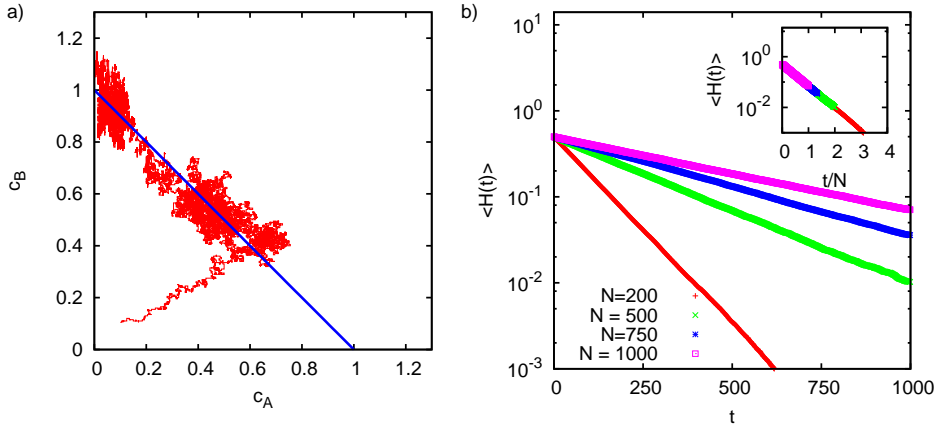 a)
1.2
1
0.8
0.6
0.4
0.2
0
c_B
0 0.2 0.4 0.6 0.8 1 1.2
c_A
b)
10^1
10^0
10^-1
10^-2
10^-3
<H(t)>
0 250 500 750 1000
t
N=200
N = 500
N=750
N = 1000
10^0
10^-2
<H(t)>
0 1 2 3 4
t/N